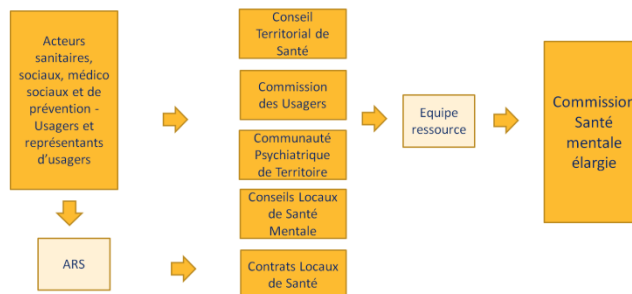 Acteurs
sanitaires,
sociaux, médico
sociaux et de
prévention -
Usagers et
représentants
d'usagers
ARS
Conseil
Territorial de
Santé
Commission
des Usagers
Communauté
Psychiatrique
de Territoire
Conseils Locaux
de Santé
Mentale
Contrats Locaux
de Santé
Equipe
ressource
Commission
Santé
mentale
élargie